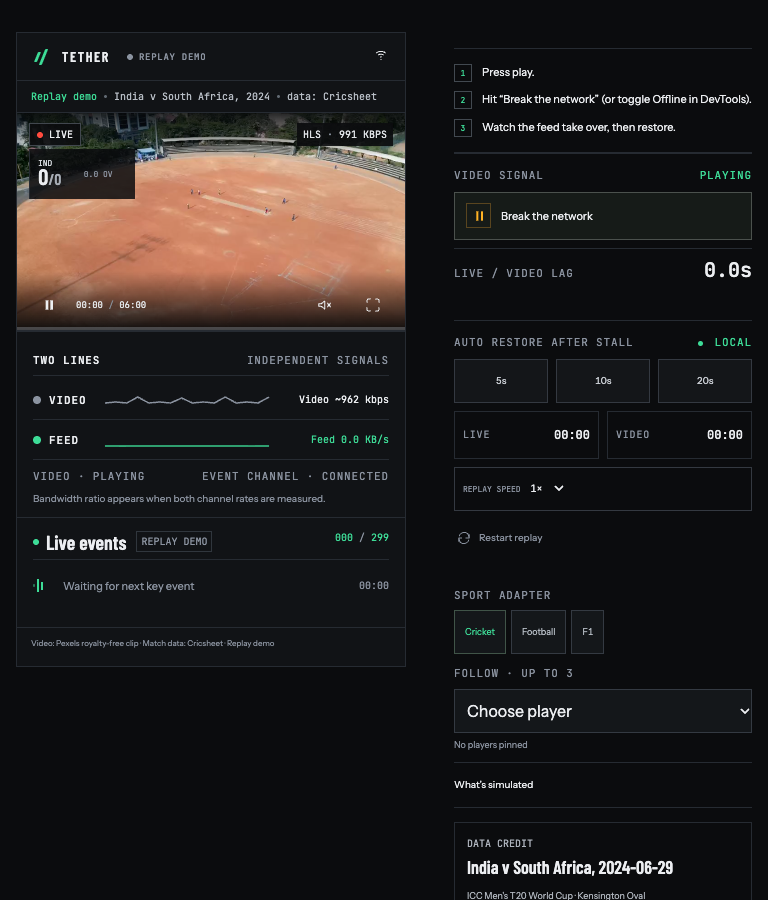 TETHER
REPLAY DEMO
Replay demo • India v South Africa, 2024 • data: Cricsheet
LIVE
HLS · 991 KBPS
IND
0/0
0.0 OV
00:00 / 06:00
TWO LINES
INDEPENDENT SIGNALS
VIDEO
Video ~962 kbps
FEED
Feed 0.0 KB/s
VIDEO · PLAYING
EVENT CHANNEL · CONNECTED
Bandwidth ratio appears when both channel rates are measured.
Live events
REPLAY DEMO
000 / 299
Waiting for next key event
00:00
Video: Pexels royalty-free clip · Match data: Cricsheet · Replay demo
1 Press play.
2 Hit “Break the network” (or toggle Offline in DevTools).
3 Watch the feed take over, then restore.
VIDEO SIGNAL
PLAYING
Break the network
LIVE / VIDEO LAG
0.0s
AUTO RESTORE AFTER STALL
LOCAL
5s
10s
20s
LIVE 00:00
VIDEO 00:00
REPLAY SPEED 1×
Restart replay
SPORT ADAPTER
Cricket
Football
F1
FOLLOW · UP TO 3
Choose player
No players pinned
What's simulated
DATA CREDIT
India v South Africa, 2024-06-29
ICC Men's T20 World Cup · Kensington Oval